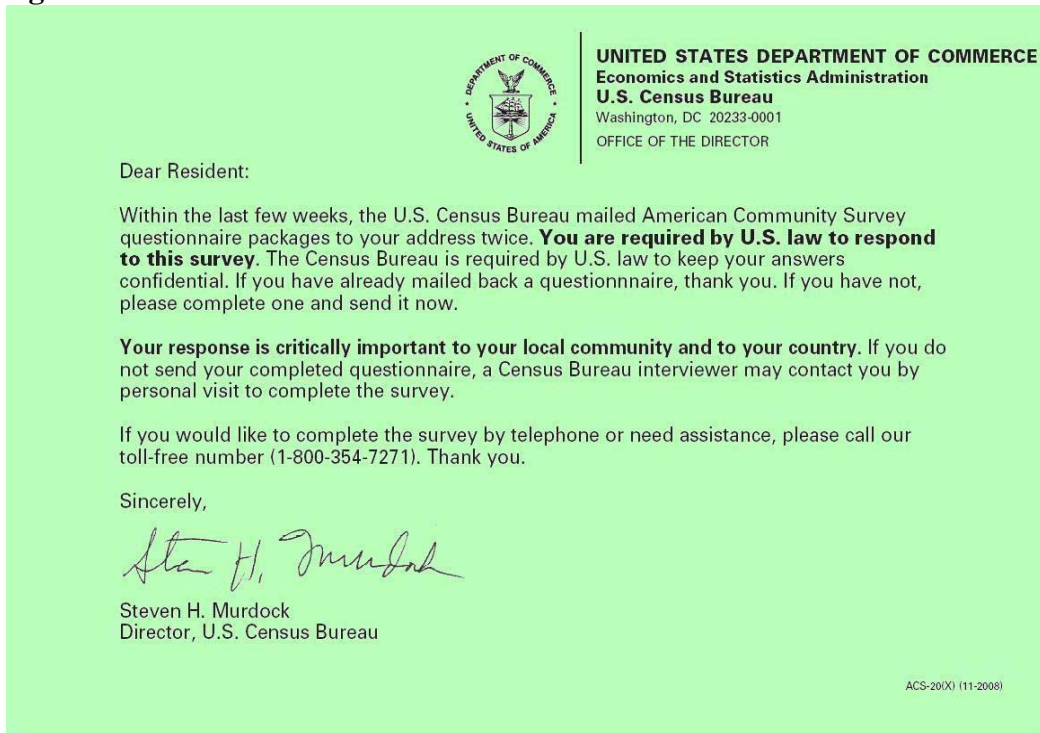 UNITED STATES DEPARTMENT OF COMMERCE
Economics and Statistics Administration
U.S. Census Bureau
Washington, DC 20233-0001
OFFICE OF THE DIRECTOR
DEPARTMENT OF COMMERCE
UNITED STATES OF AMERICA
Dear Resident:
Within the last few weeks, the U.S. Census Bureau mailed American Community Survey
questionnaire packages to your address twice. You are required by U.S. law to respond
to this survey. The Census Bureau is required by U.S. law to keep your answers
confidential. If you have already mailed back a questionnnaire, thank you. If you have not,
please complete one and send it now.
Your response is critically important to your local community and to your country. If you do
not send your completed questionnaire, a Census Bureau interviewer may contact you by
personal visit to complete the survey.
If you would like to complete the survey by telephone or need assistance, please call our
toll-free number (1-800-354-7271). Thank you.
Sincerely,
Steven H. Murdock
Director, U.S. Census Bureau
ACS-20(X) (11-2008)